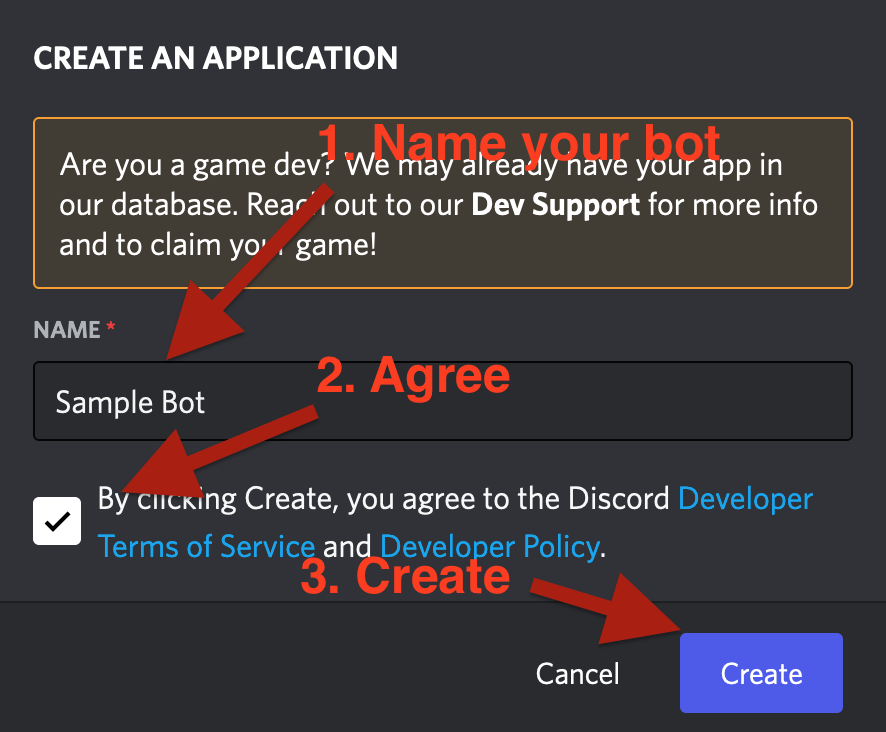 CREATE AN APPLICATION
1. Name your bot
Are you a game dev? We may already have your app in
our database. Reach out to our Dev Support for more info
and to claim your game!
NAME *
2. Agree
Sample Bot
By clicking Create, you agree to the Discord Developer
Terms of Service and Developer Policy.
3. Create
Cancel
Create